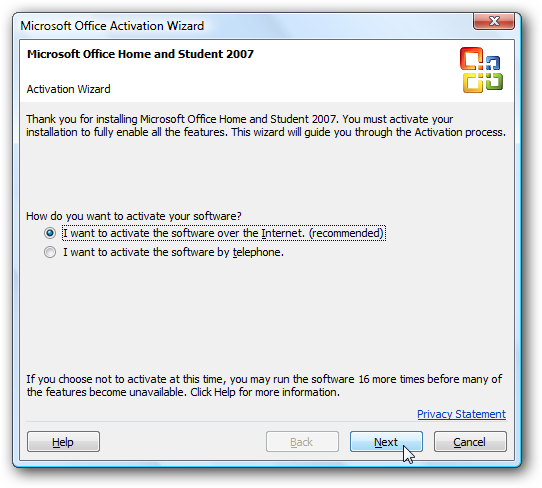 Microsoft Office Activation Wizard
Microsoft Office Home and Student 2007
Activation Wizard
Thank you for installing Microsoft Office Home and Student 2007. You must activate your
installation to fully enable all the features. This wizard will guide you through the Activation process.
How do you want to activate your software?
I want to activate the software over the Internet. (recommended)
I want to activate the software by telephone.
If you choose not to activate at this time, you may run the software 16 more times before many of
the features become unavailable. Click Help for more information.
Privacy Statement
Help Back Next Cancel